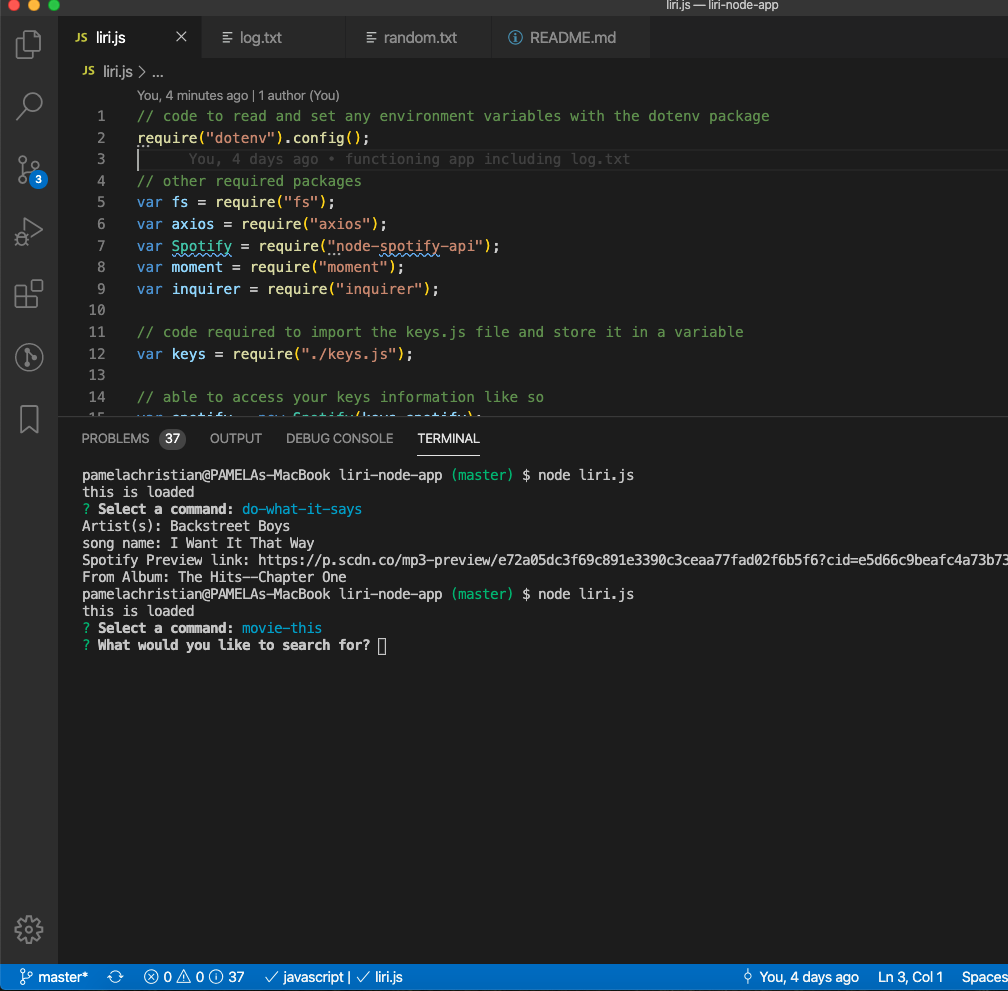 liri.js — liri-node-app
JS liri.js
log.txt
random.txt
README.md
JS liri.js > ...
You, 4 minutes ago | 1 author (You)
1 // code to read and set any environment variables with the dotenv package
2 require("dotenv").config();
3 You, 4 days ago • functioning app including log.txt
4 // other required packages
5 var fs = require("fs");
6 var axios = require("axios");
7 var Spotify = require("node-spotify-api");
8 var moment = require("moment");
9 var inquirer = require("inquirer");
10
11 // code required to import the keys.js file and store it in a variable
12 var keys = require("./keys.js");
13
14 // able to access your keys information like so
15 var spotify = new Spotify(keys.spotify);
3
PROBLEMS 37 OUTPUT DEBUG CONSOLE TERMINAL
pamelachristian@PAMELAs-MacBook liri-node-app (master) $ node liri.js
this is loaded
? Select a command: do-what-it-says
Artist(s): Backstreet Boys
song name: I Want It That Way
Spotify Preview link: https://p.scdn.co/mp3-preview/e72a05dc3f69c891e3390c3ceaa77fad02f6b5f6?cid=e5d66c9beafc4a73b73
From Album: The Hits--Chapter One
pamelachristian@PAMELAs-MacBook liri-node-app (master) $ node liri.js
this is loaded
? Select a command: movie-this
? What would you like to search for?
master* 0 0 37 javascript | liri.js You, 4 days ago Ln 3, Col 1 Spaces